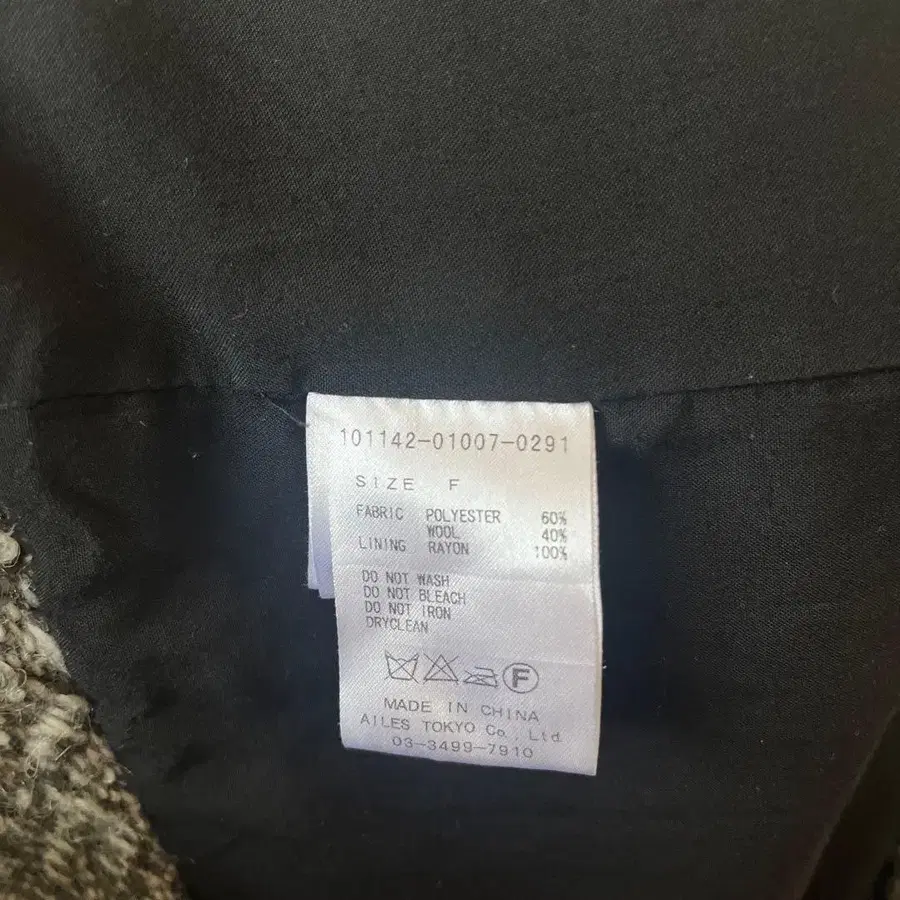 101142-01007-0291
SIZE F
FABRIC POLYESTER 60%
WOOL 40%
LINING RAYON 100%
DO NOT WASH
DO NOT BLEACH
DO NOT IRON
DRYCLEAN
F
MADE IN CHINA
AILES TOKYO Co., Ltd
03-3499-7910